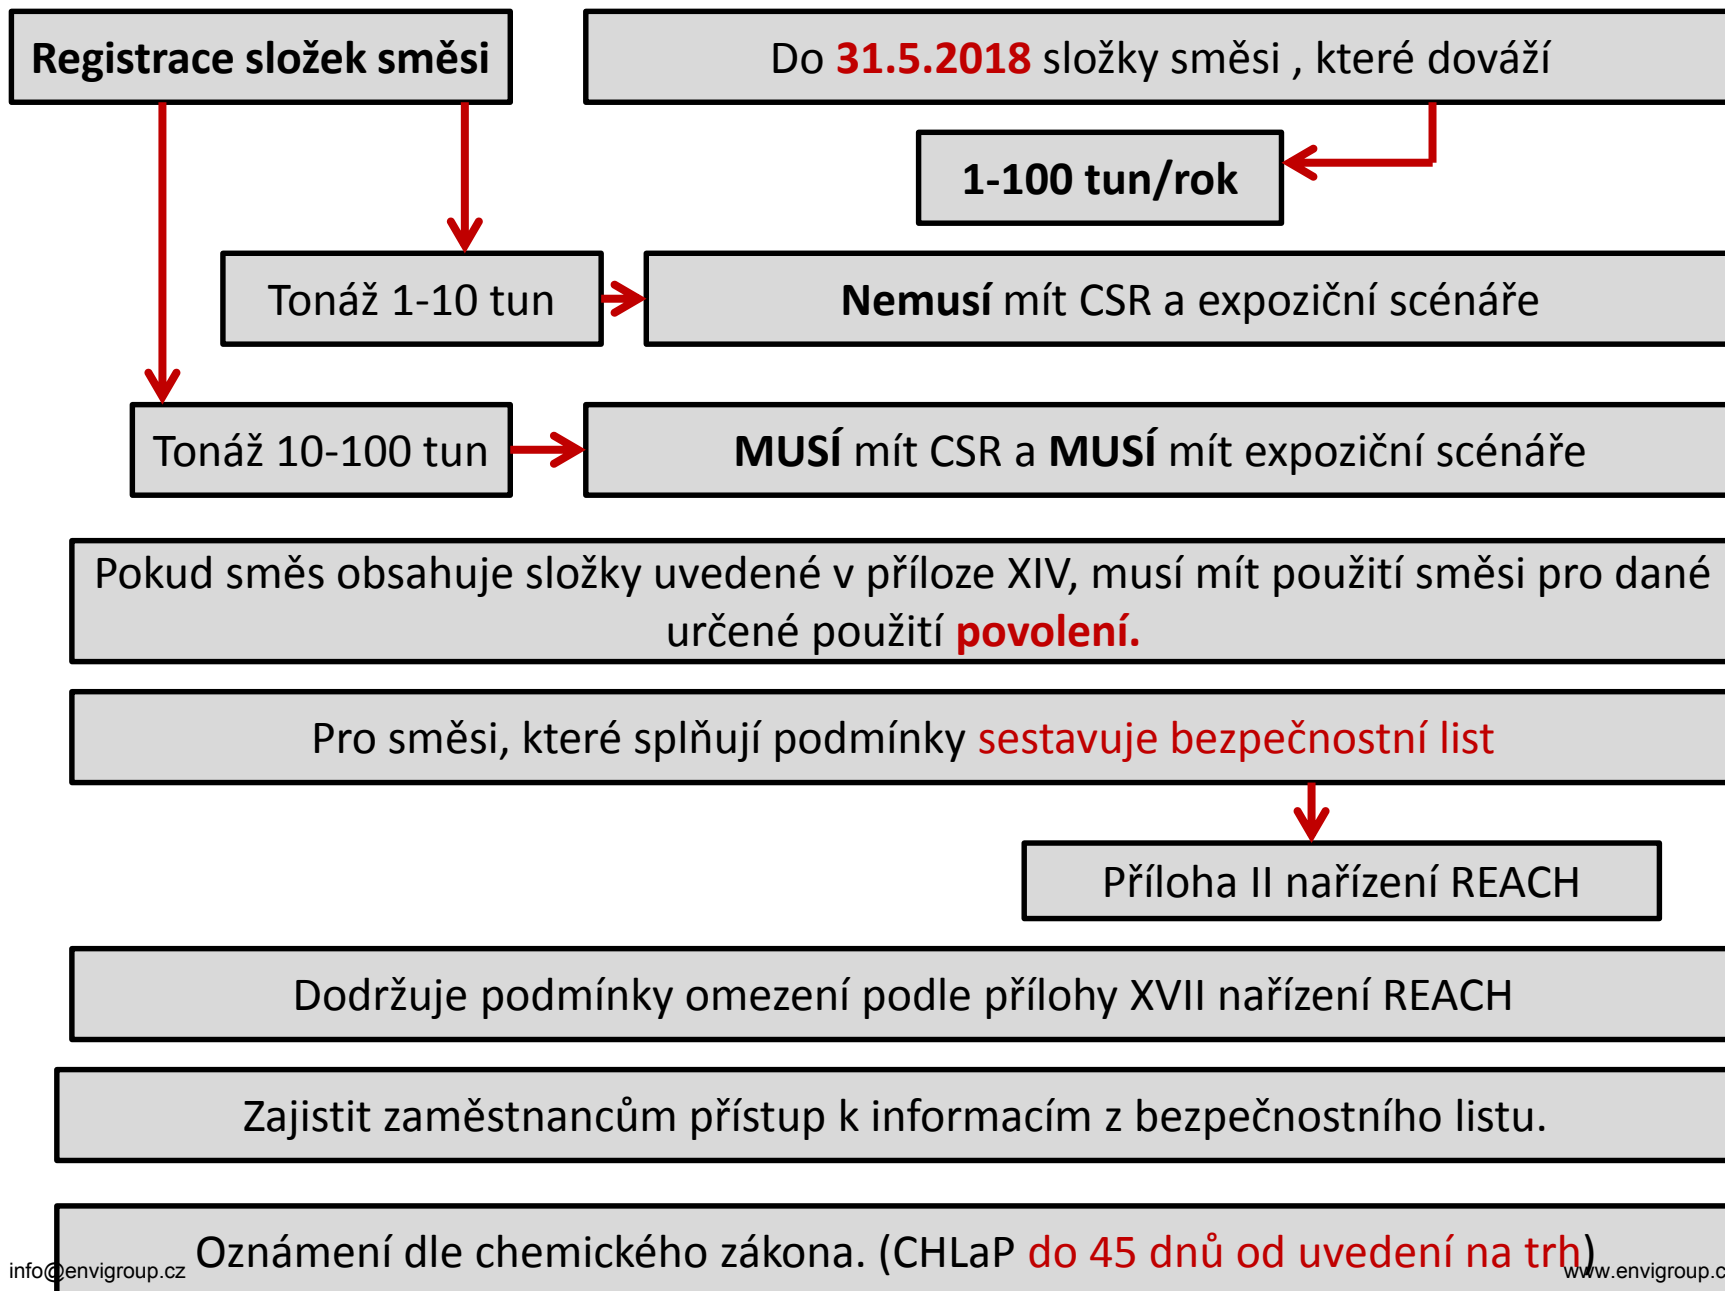 Registrace složek směsi
Do 31.5.2018 složky směsi , které dováží
1-100 tun/rok
Tonáž 1-10 tun
Nemusí mít CSR a expoziční scénáře
Tonáž 10-100 tun
MUSÍ mít CSR a MUSÍ mít expoziční scénáře
Pokud směs obsahuje složky uvedené v příloze XIV, musí mít použití směsi pro dané
určené použití povolení.
Pro směsi, které splňují podmínky sestavuje bezpečnostní list
Příloha II nařízení REACH
Dodržuje podmínky omezení podle přílohy XVII nařízení REACH
Zajistit zaměstnancům přístup k informacím z bezpečnostního listu.
Oznámení dle chemického zákona. (CHLaP do 45 dnů od uvedení na trh)
info@envigroup.cz
www.envigroup.c